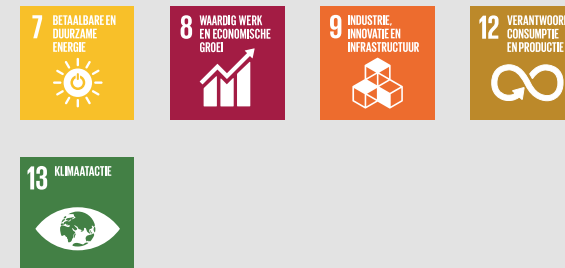 7 BETAALBARE EN
DUURZAME
ENERGIE
8 WAARDIG WERK
EN ECONOMISCHE
GROEI
9 INDUSTRIE,
INNOVATIE EN
INFRASTRUCTUUR
12
CONSUMPTIE
EN PRODUCTIE
13 KLIMAATACTIE